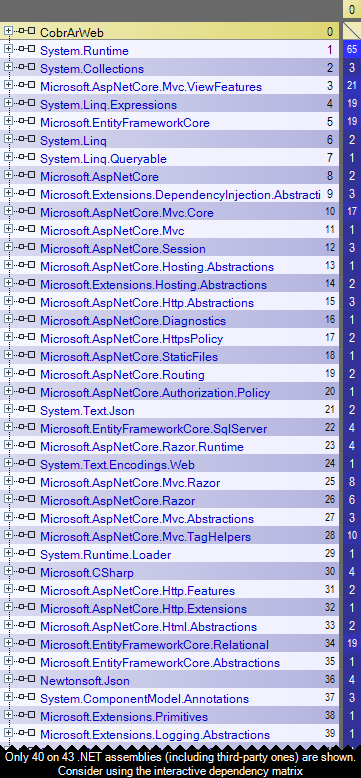 0
CobrArWeb 0
System.Runtime 1 65
System.Collections 2 3
Microsoft.AspNetCore.Mvc.ViewFeatures 3 21
System.Linq.Expressions 4 19
Microsoft.EntityFrameworkCore 5 19
System.Linq 6 2
System.Linq.Queryable 7 1
Microsoft.AspNetCore 8 2
Microsoft.Extensions.DependencyInjection.Abstracti 9 3
Microsoft.AspNetCore.Mvc.Core 10 17
Microsoft.AspNetCore.Mvc 11 1
Microsoft.AspNetCore.Session 12 3
Microsoft.AspNetCore.Hosting.Abstractions 13 1
Microsoft.Extensions.Hosting.Abstractions 14 2
Microsoft.AspNetCore.Http.Abstractions 15 3
Microsoft.AspNetCore.Diagnostics 16 1
Microsoft.AspNetCore.HttpsPolicy 17 2
Microsoft.AspNetCore.StaticFiles 18 1
Microsoft.AspNetCore.Routing 19 2
Microsoft.AspNetCore.Authorization.Policy 20 1
System.Text.Json 21 2
Microsoft.EntityFrameworkCore.SqlServer 22 4
Microsoft.AspNetCore.Razor.Runtime 23 4
System.Text.Encodings.Web 24 1
Microsoft.AspNetCore.Mvc.Razor 25 8
Microsoft.AspNetCore.Razor 26 6
Microsoft.AspNetCore.Mvc.Abstractions 27 3
Microsoft.AspNetCore.Mvc.TagHelpers 28 10
System.Runtime.Loader 29 1
Microsoft.CSharp 30 4
Microsoft.AspNetCore.Http.Features 31 2
Microsoft.AspNetCore.Http.Extensions 32 1
Microsoft.AspNetCore.Html.Abstractions 33 2
Microsoft.EntityFrameworkCore.Relational 34 19
Microsoft.EntityFrameworkCore.Abstractions 35 1
Newtonsoft.Json 36 4
System.ComponentModel.Annotations 37 3
Microsoft.Extensions.Primitives 38 1
Microsoft.Extensions.Logging.Abstractions 39 1
Only 40 on 43 .NET assemblies (including third-party ones) are shown.
Consider using the interactive dependency matrix